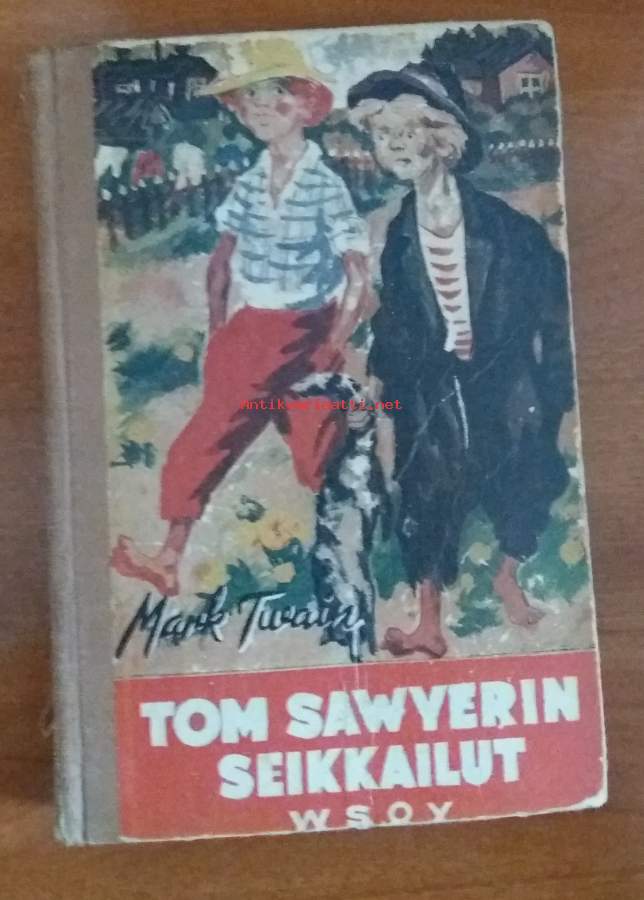 Antikvariaatti.net
Mark Twain
TOM SAWYERIN
SEIKKAILUT
WSOY